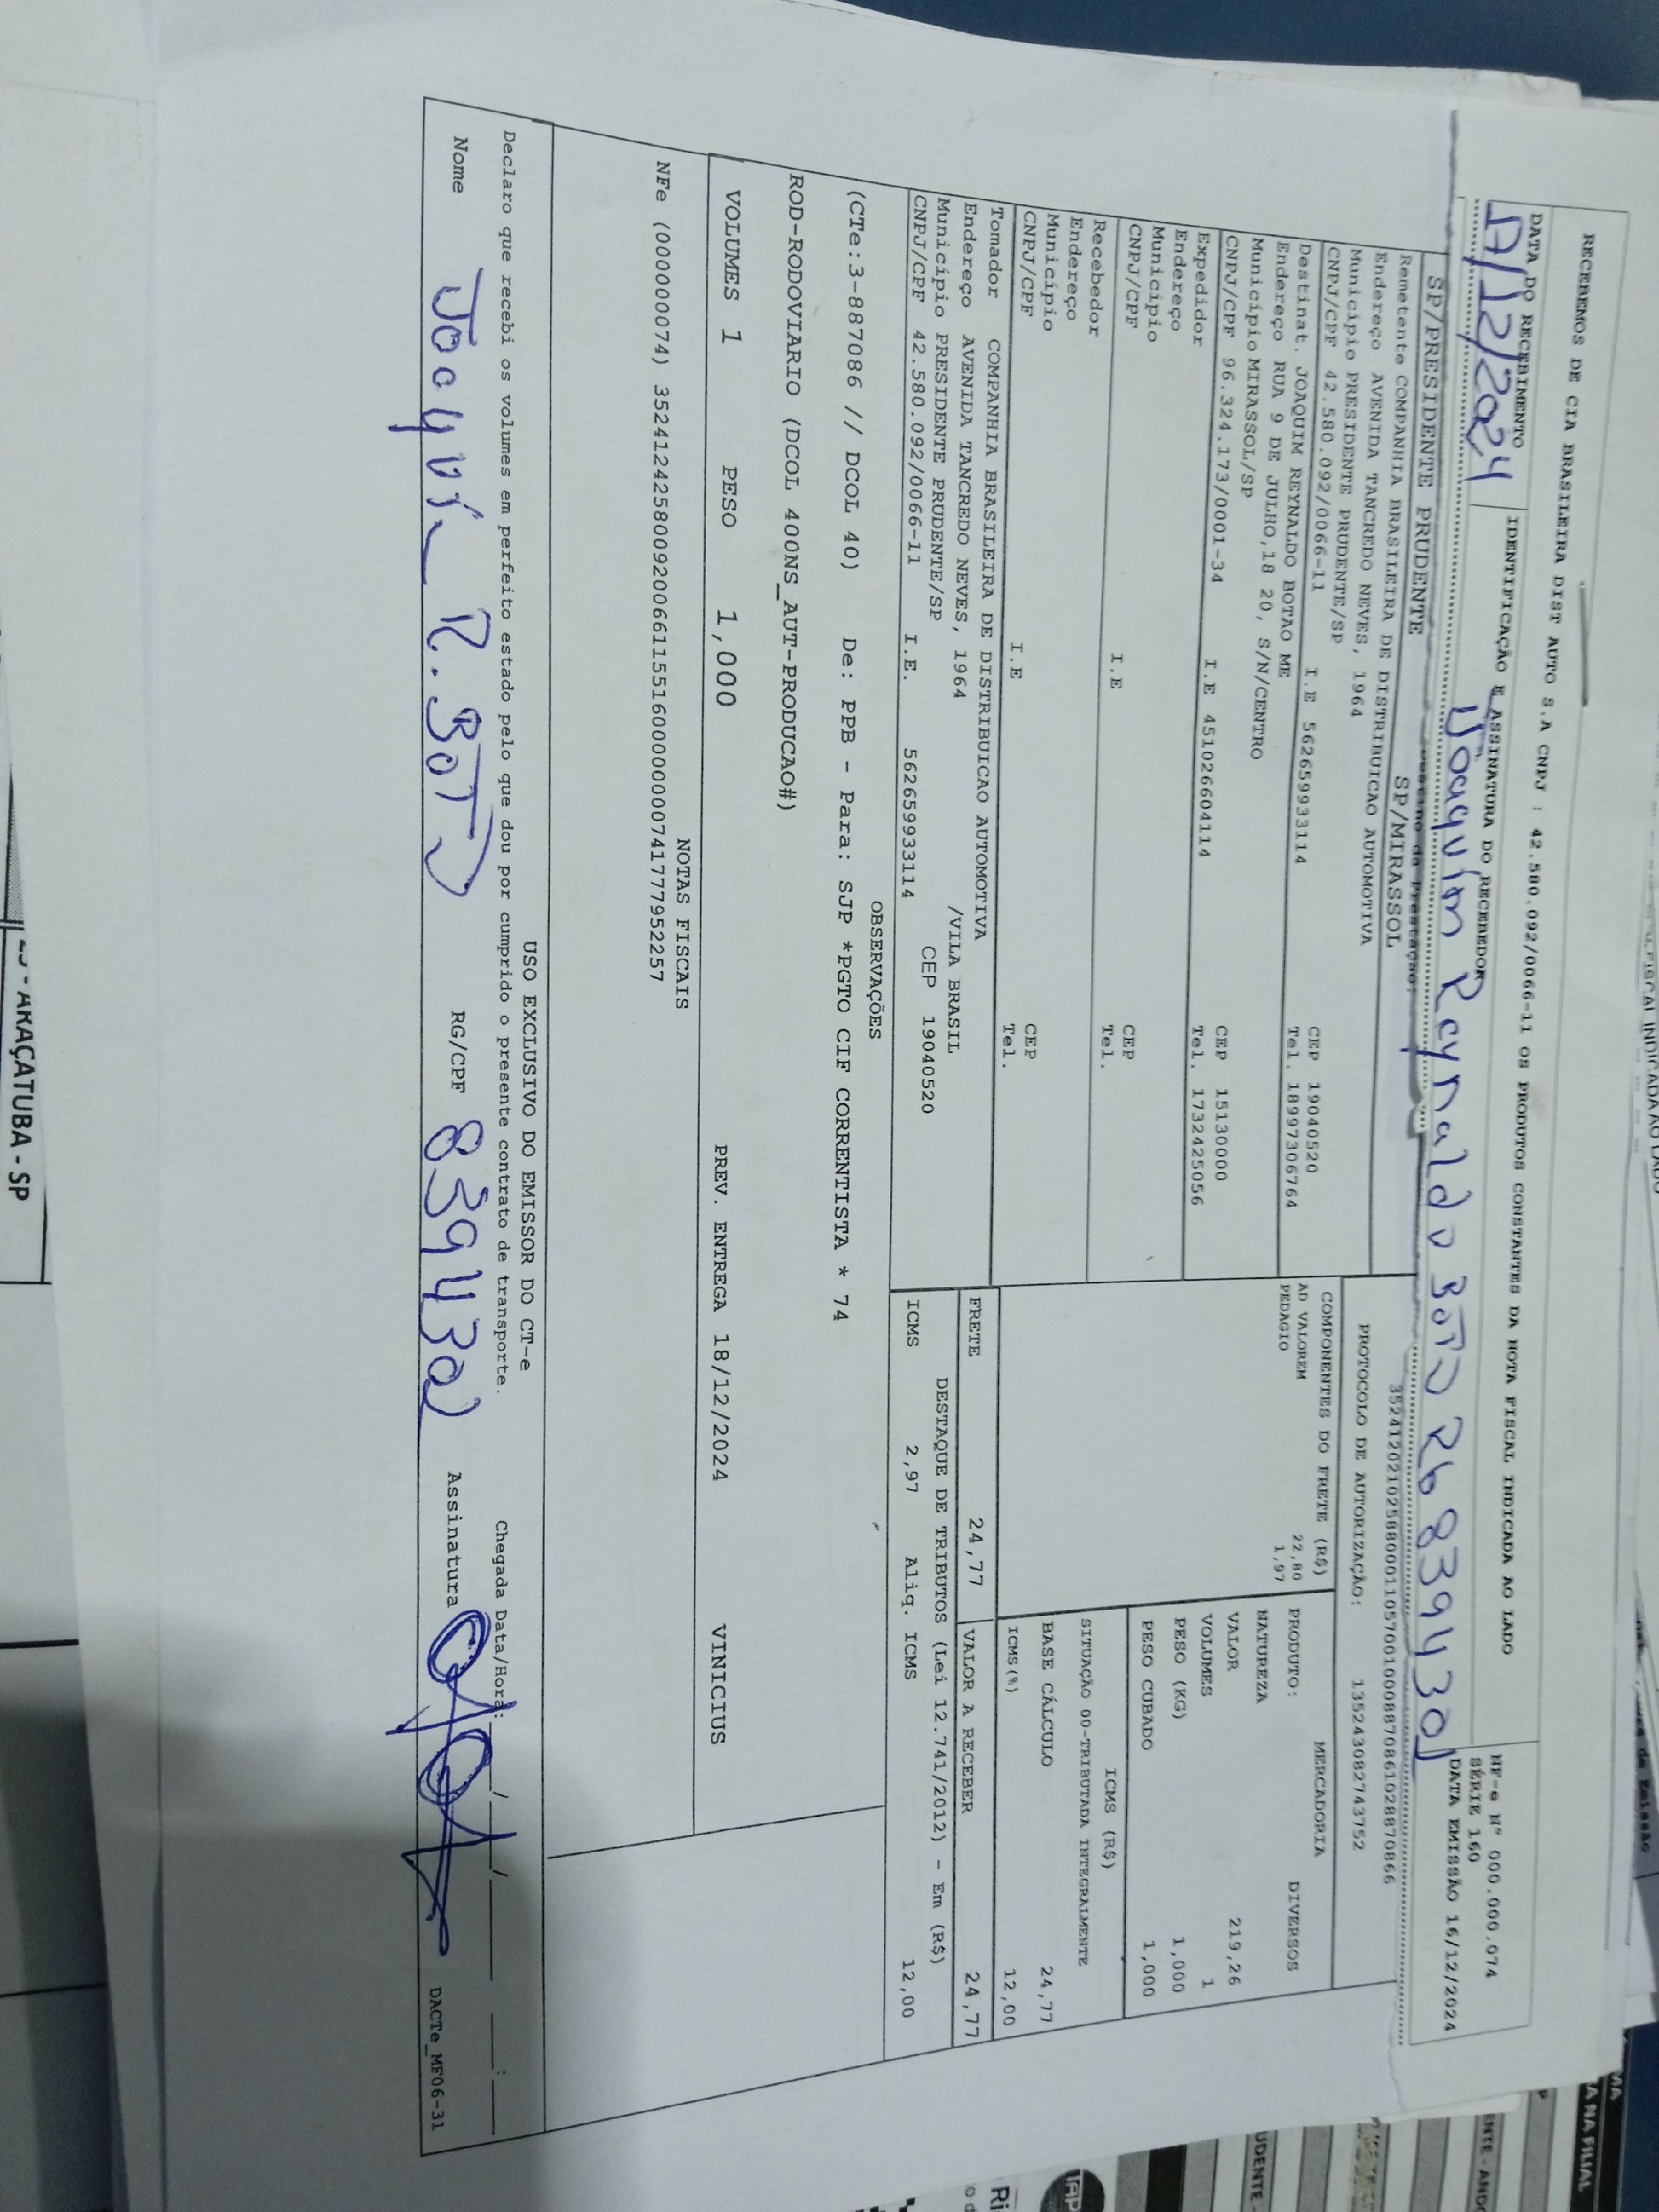 RECEBEMOS DE CIA BRASILEIRA DIST AUTO S.A CNPJ : 42.580.092/0066-11 OS PRODUTOS CONSTANTES DA NOTA FISCAL INDICADA AO LADO
NF-e Nº 000.000.074
SÉRIE 160
DATA EMISSÃO 16/12/2024
DATA DO RECEBIMENTO
17/12/2024
IDENTIFICAÇÃO E ASSINATURA DO RECEBEDOR
Joaquim Reynaldo BOTÃO RG 8394302
SP/PRESIDENTE PRUDENTE
SP/MIRASSOL
35241202102588000110570010008870861028870866
PROTOCOLO DE AUTORIZAÇÃO: 135243082743752
Remetente COMPANHIA BRASILEIRA DE DISTRIBUICAO AUTOMOTIVA
Endereço AVENIDA TANCREDO NEVES, 1964
Município PRESIDENTE PRUDENTE/SP CEP 19040520
CNPJ/CPF 42.580.092/0066-11 I.E 562659933114 Tel. 18997306764
Destinat. JOAQUIM REYNALDO BOTAO ME
Endereço RUA 9 DE JULHO,18 20, S/N/CENTRO
Município MIRASSOL/SP CEP 15130000
CNPJ/CPF 96.324.173/0001-34 I.E 451026604114 Tel. 1732425056
Expedidor
Endereço
Município CEP
CNPJ/CPF I.E Tel.
Recebedor
Endereço
Município CEP
CNPJ/CPF I.E Tel.
COMPONENTES DO FRETE (R$)
AD VALOREM 22,80
PEDAGIO 1,97
PRODUTO: MERCADORIA
NATUREZA DIVERSOS
VALOR 219,26
VOLUMES 1
PESO (KG) 1,000
PESO CUBADO 1,000
ICMS (R$)
SITUAÇÃO 00-TRIBUTADA INTEGRALMENTE
BASE CÁLCULO 24,77
ICMS(%) 12,00
Tomador COMPANHIA BRASILEIRA DE DISTRIBUICAO AUTOMOTIVA
Endereço AVENIDA TANCREDO NEVES, 1964 /VILA BRASIL
Município PRESIDENTE PRUDENTE/SP CEP 19040520
CNPJ/CPF 42.580.092/0066-11 I.E. 562659933114
FRETE 24,77 VALOR A RECEBER 24,77
DESTAQUE DE TRIBUTOS (Lei 12.741/2012) - Em (R$)
ICMS 2,97 Aliq. ICMS 12,00
OBSERVAÇÕES
(CTe:3-887086 // DCOL 40) De: PPB - Para: SJP *PGTO CIF CORRENTISTA * 74
ROD-RODOVIARIO (DCOL 400NS_AUT-PRODUCAO#)
VOLUMES 1 PESO 1,000 PREV. ENTREGA 18/12/2024 VINICIUS
NOTAS FISCAIS
NFe (000000074) 35241242580092006611551600000000741777952257
USO EXCLUSIVO DO EMISSOR DO CT-e
Declaro que recebi os volumes em perfeito estado pelo que dou por cumprido o presente contrato de transporte. Chegada Data/Hora: __/__/____ __:__
Nome Joaquim R. BOTÃO RG/CPF 8394302 Assinatura
DACTe_MF06-31
ARAÇATUBA - SP